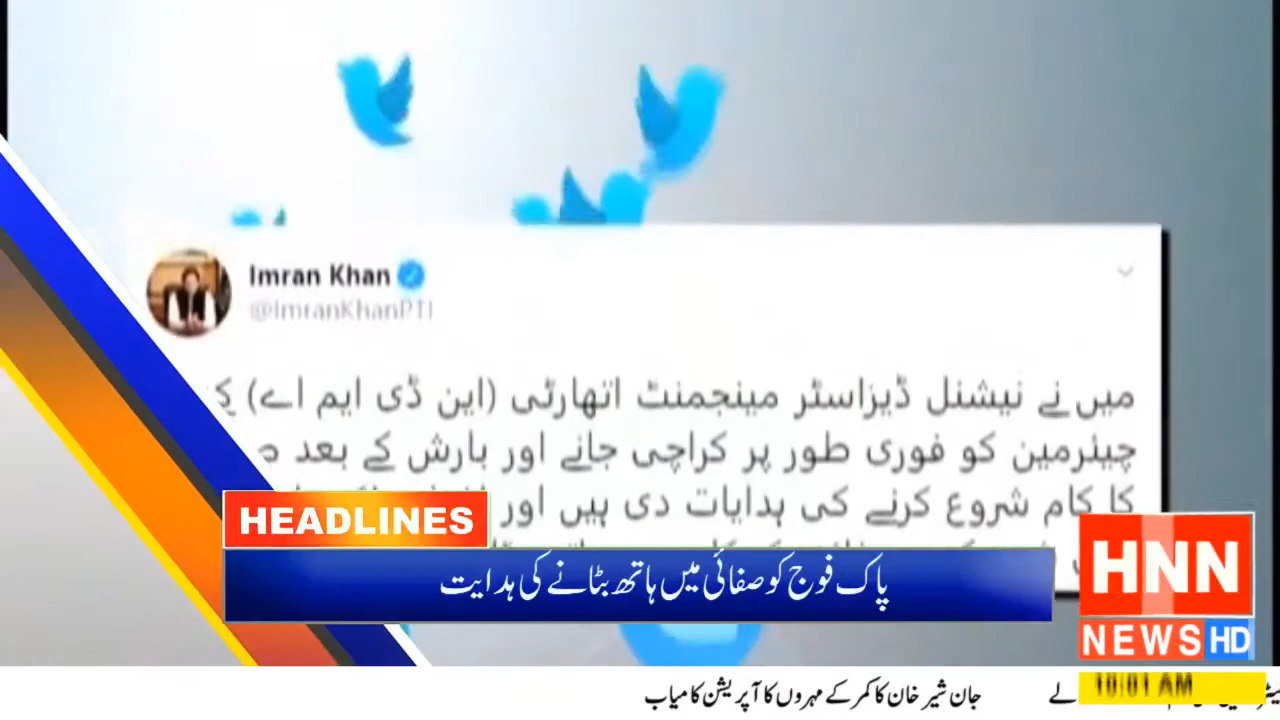 Imran Khan
@ImranKhanPTI
میں نے نیشنل ڈیزاسٹر مینجمنٹ اتھارٹی (این ڈی ایم اے)
چیئرمین کو فوری طور پر کراچی جانے اور بارش کے بعد
کا کام شروع کرنے کی ہدایات دی ہیں اور
HEADLINES
پاک فوج کو صفائی میں ہاتھ بٹانے کی ہدایت
HNN
NEWS HD
10:01 AM
جان شیر خان کا کمر کے مہروں کا آپریشن کامیاب
لے